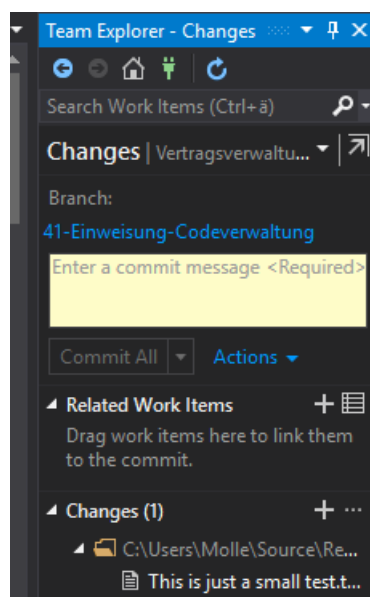 Team Explorer - Changes
Search Work Items (Ctrl+ä)
Changes | Vertragsverwaltu...
Branch:
41-Einweisung-Codeverwaltung
Enter a commit message <Required>
Commit All Actions
Related Work Items
Drag work items here to link them
to the commit.
Changes (1)
C:\Users\Molle\Source\Re...
This is just a small test.t...